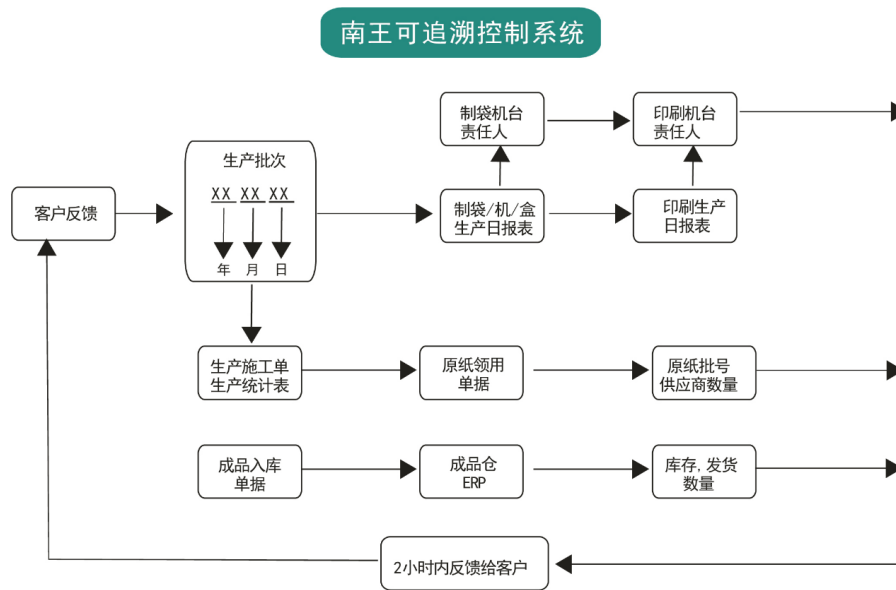 南王可追溯控制系统
制袋机台
责任人
印刷机台
责任人
生产批次
XX XX XX
年 月 日
客户反馈
制袋/机/盒
生产日报表
印刷生产
日报表
生产施工单
生产统计表
原纸领用
单据
原纸批号
供应商数量
成品入库
单据
成品仓
ERP
库存,发货
数量
2小时内反馈给客户